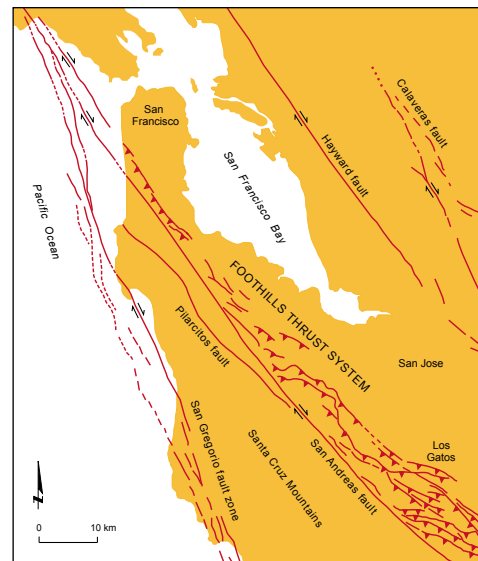 San
Francisco
Calaveras fault
Hayward fault
San Francisco Bay
Pacific Ocean
FOOTHILLS THRUST SYSTEM
Pilarcitos fault
San Jose
San Gregorio fault zone
Santa Cruz Mountains
San Andreas fault
Los
Gatos
N
0 10 km